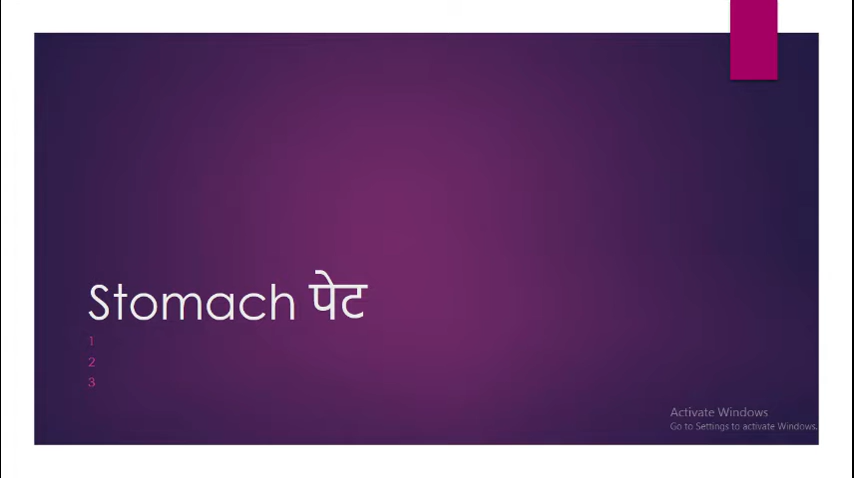 Stomach पेट
1
2
3
Activate Windows
Go to Settings to activate Windows.